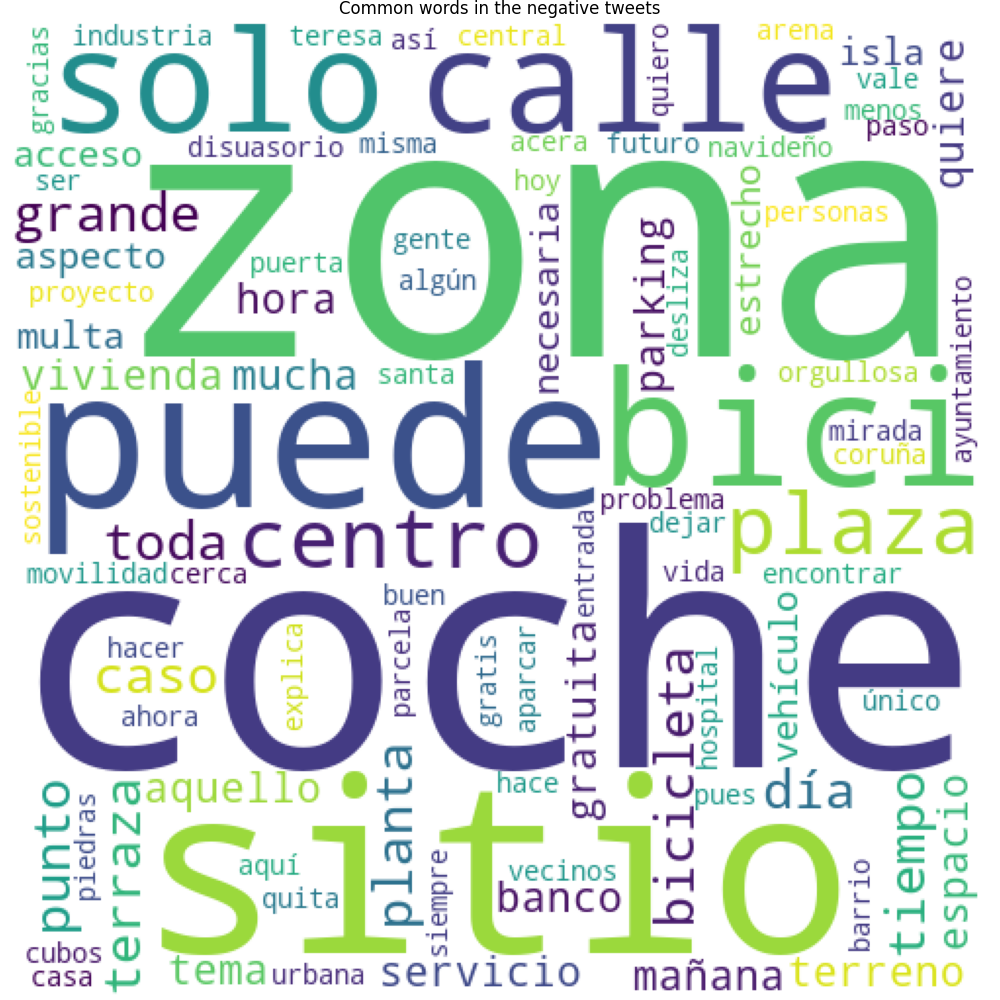 Common words in the negative tweets
gracias
industria
teresa
así
central
quiero
arena
isla
quiere
solo
calle
vale
menos
paso
acceso
disuasorio
misma
acera
futuro
navideño
ser
zona
hoy
estrecho
personas
grande
gente
necesaria
parking
aspecto
puerta
algún
desliza
proyecto
hora
ayuntamiento
multa
vivienda
mucha
santa
bici
orgullosa
sostenible
puede
mirada
coruña
problema
plaza
toda
centro
entrada
dejar
movilidad
cerca
vida
encontrar
coche
buen
parcela
gratuita
vehículo
hacer
explica
gratis
aparcar
bicicleta
hospital
caso
único
ahora
planta
punto
piedras
terraza
aquello
hace
pues
día
tiempo
espacio
sitio
aquí
siempre
vecinos
barrio
quita
banco
cubos
casa
tema
urbana
servicio
mañana
terreno